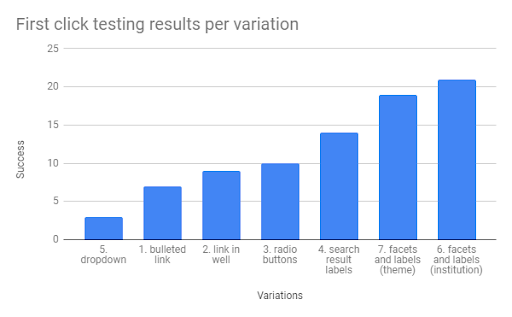 First click testing results per variation
25
20
15
10
5
0
Success
5.
dropdown
1. bulleted
link
2. link in
well
3. radio
buttons
4. search
result
labels
7. facets
and labels
(theme)
6. facets
and labels
(institution)
Variations